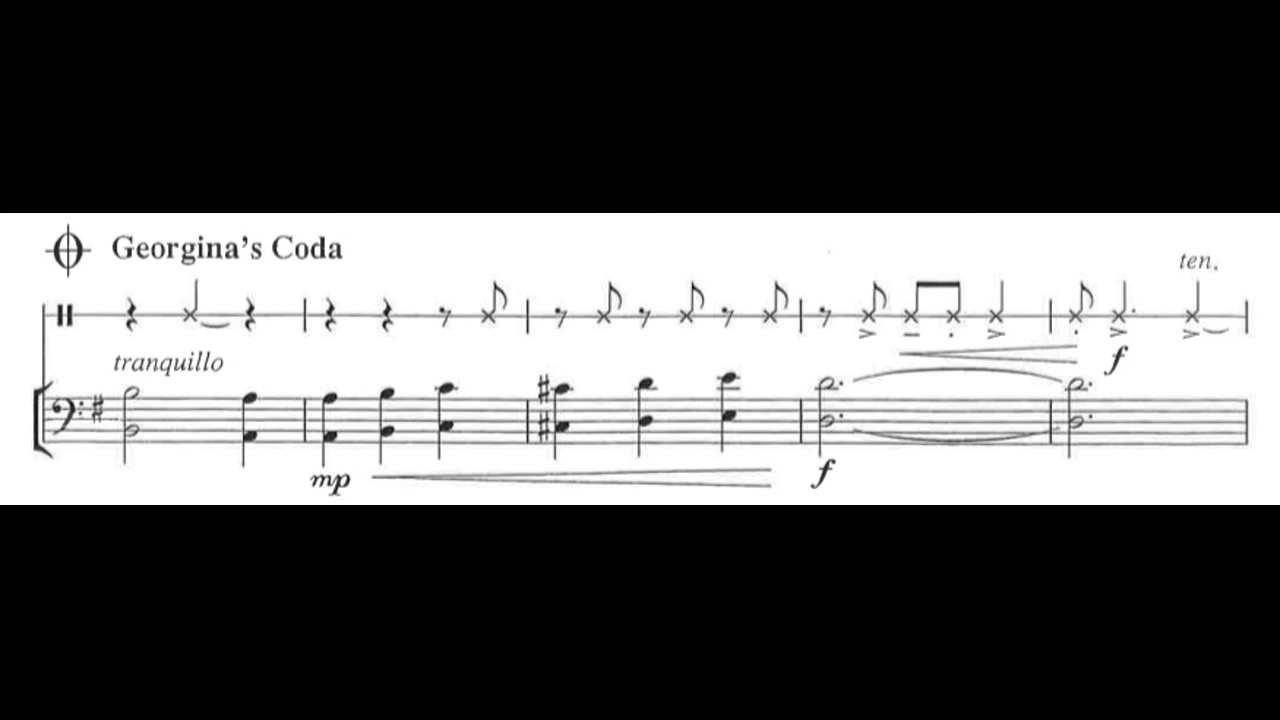 Georgina's Coda
ten.
tranquillo
f
mp
f